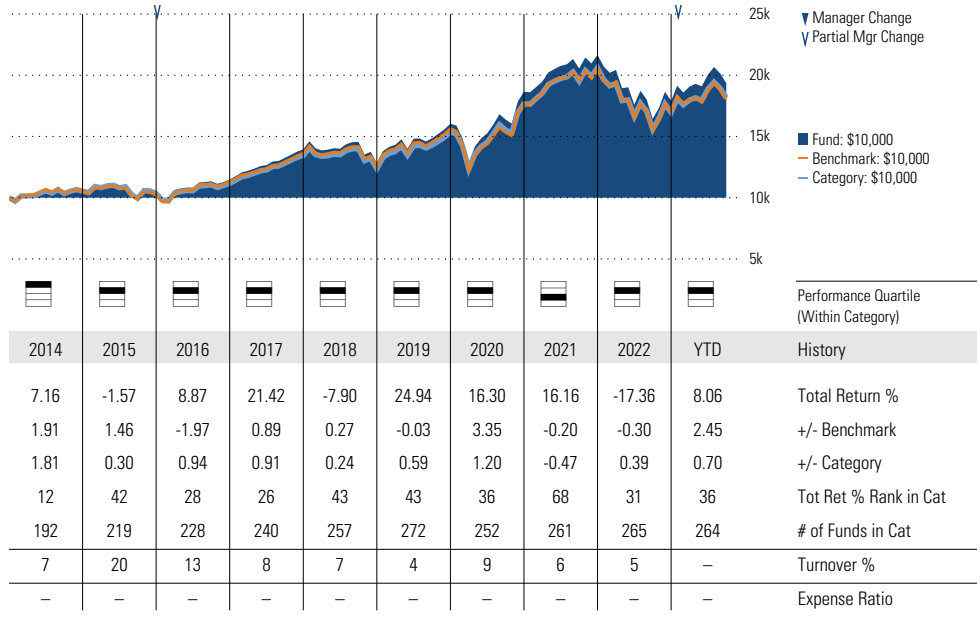 25k
▼ Manager Change
Partial Mgr Change
20k
15k
Fund: $10,000
Benchmark: $10,000
Category: $10,000
10k
5k
Performance Quartile
(Within Category)
2014 2015 2016 2017 2018 2019 2020 2021 2022 YTD History
7.16 -1.57 8.87 21.42 -7.90 24.94 16.30 16.16 -17.36 8.06 Total Return %
1.91 1.46 -1.97 0.89 0.27 -0.03 3.35 -0.20 -0.30 2.45 +/- Benchmark
1.81 0.30 0.94 0.91 0.24 0.59 1.20 -0.47 0.39 0.70 +/- Category
12 42 28 26 43 43 36 68 31 36 Tot Ret % Rank in Cat
192 219 228 240 257 272 252 261 265 264 # of Funds in Cat
7 20 13 8 7 4 9 6 5 – Turnover %
– – – – – – – – – – Expense Ratio